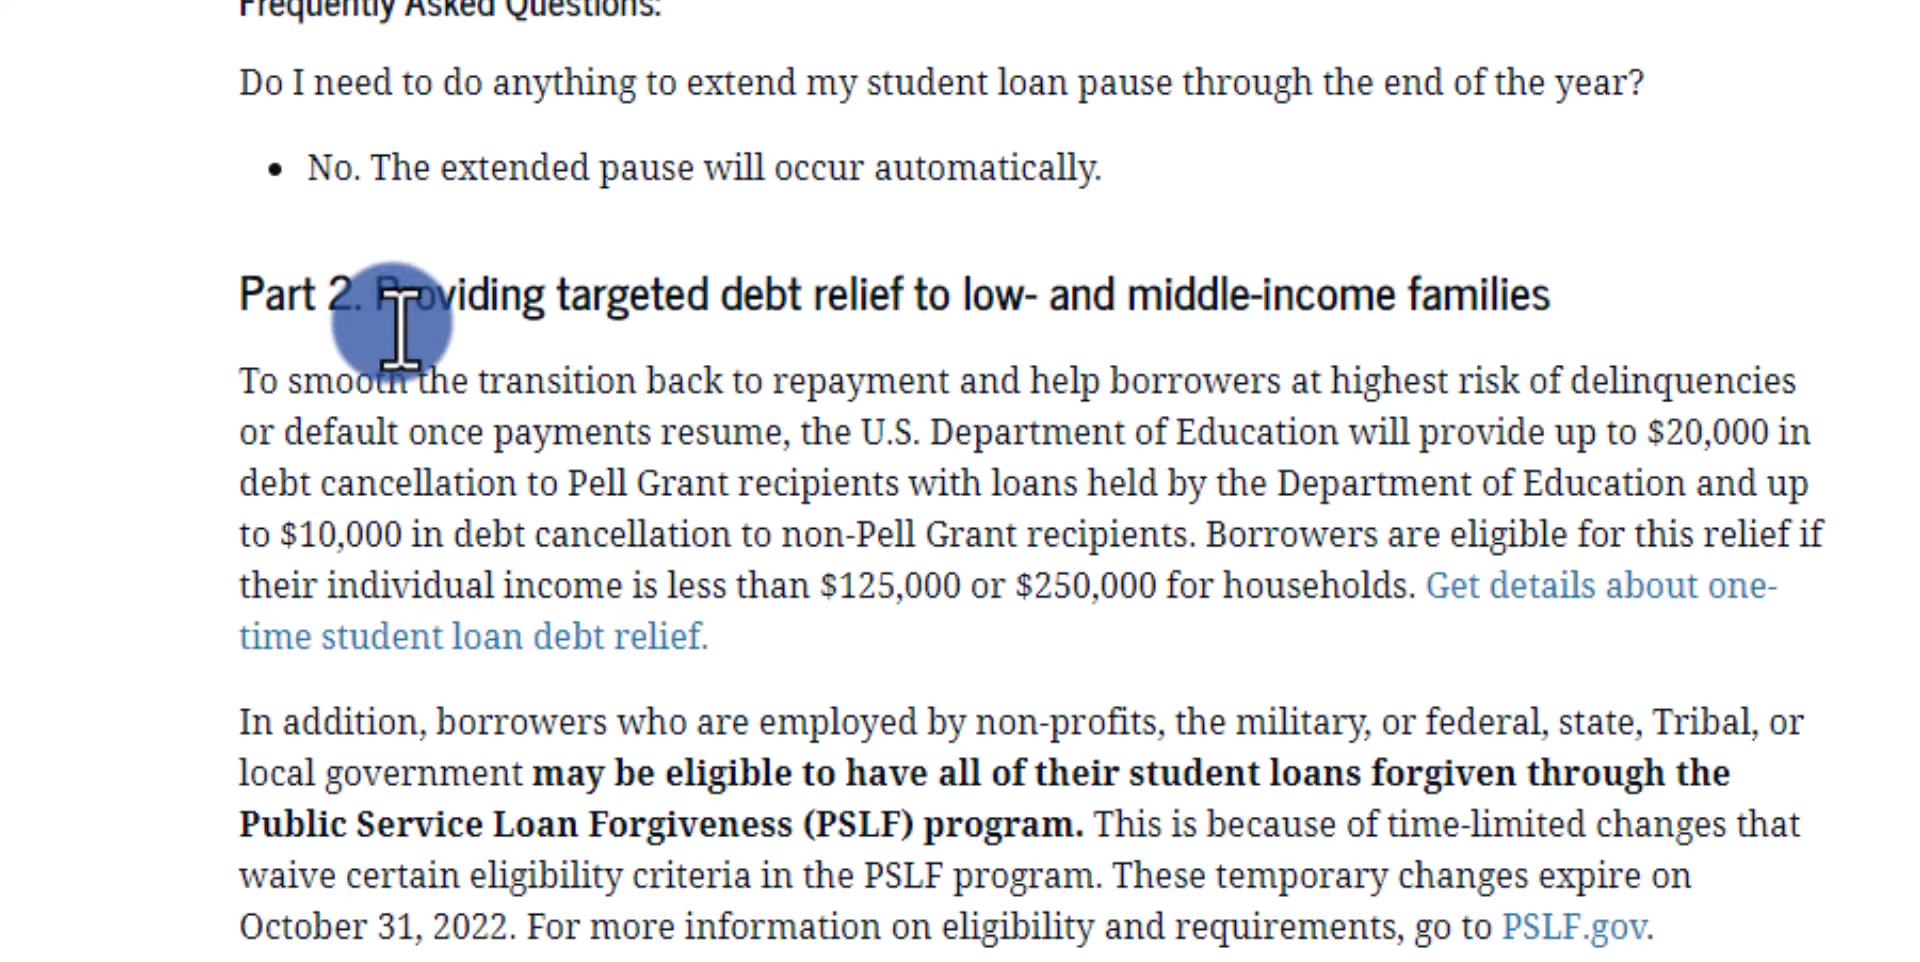 Frequently Asked Questions:
Do I need to do anything to extend my student loan pause through the end of the year?
• No. The extended pause will occur automatically.
Part 2. Providing targeted debt relief to low- and middle-income families
To smooth the transition back to repayment and help borrowers at highest risk of delinquencies
or default once payments resume, the U.S. Department of Education will provide up to $20,000 in
debt cancellation to Pell Grant recipients with loans held by the Department of Education and up
to $10,000 in debt cancellation to non-Pell Grant recipients. Borrowers are eligible for this relief if
their individual income is less than $125,000 or $250,000 for households. Get details about one-
time student loan debt relief.
In addition, borrowers who are employed by non-profits, the military, or federal, state, Tribal, or
local government may be eligible to have all of their student loans forgiven through the
Public Service Loan Forgiveness (PSLF) program. This is because of time-limited changes that
waive certain eligibility criteria in the PSLF program. These temporary changes expire on
October 31, 2022. For more information on eligibility and requirements, go to PSLF.gov.